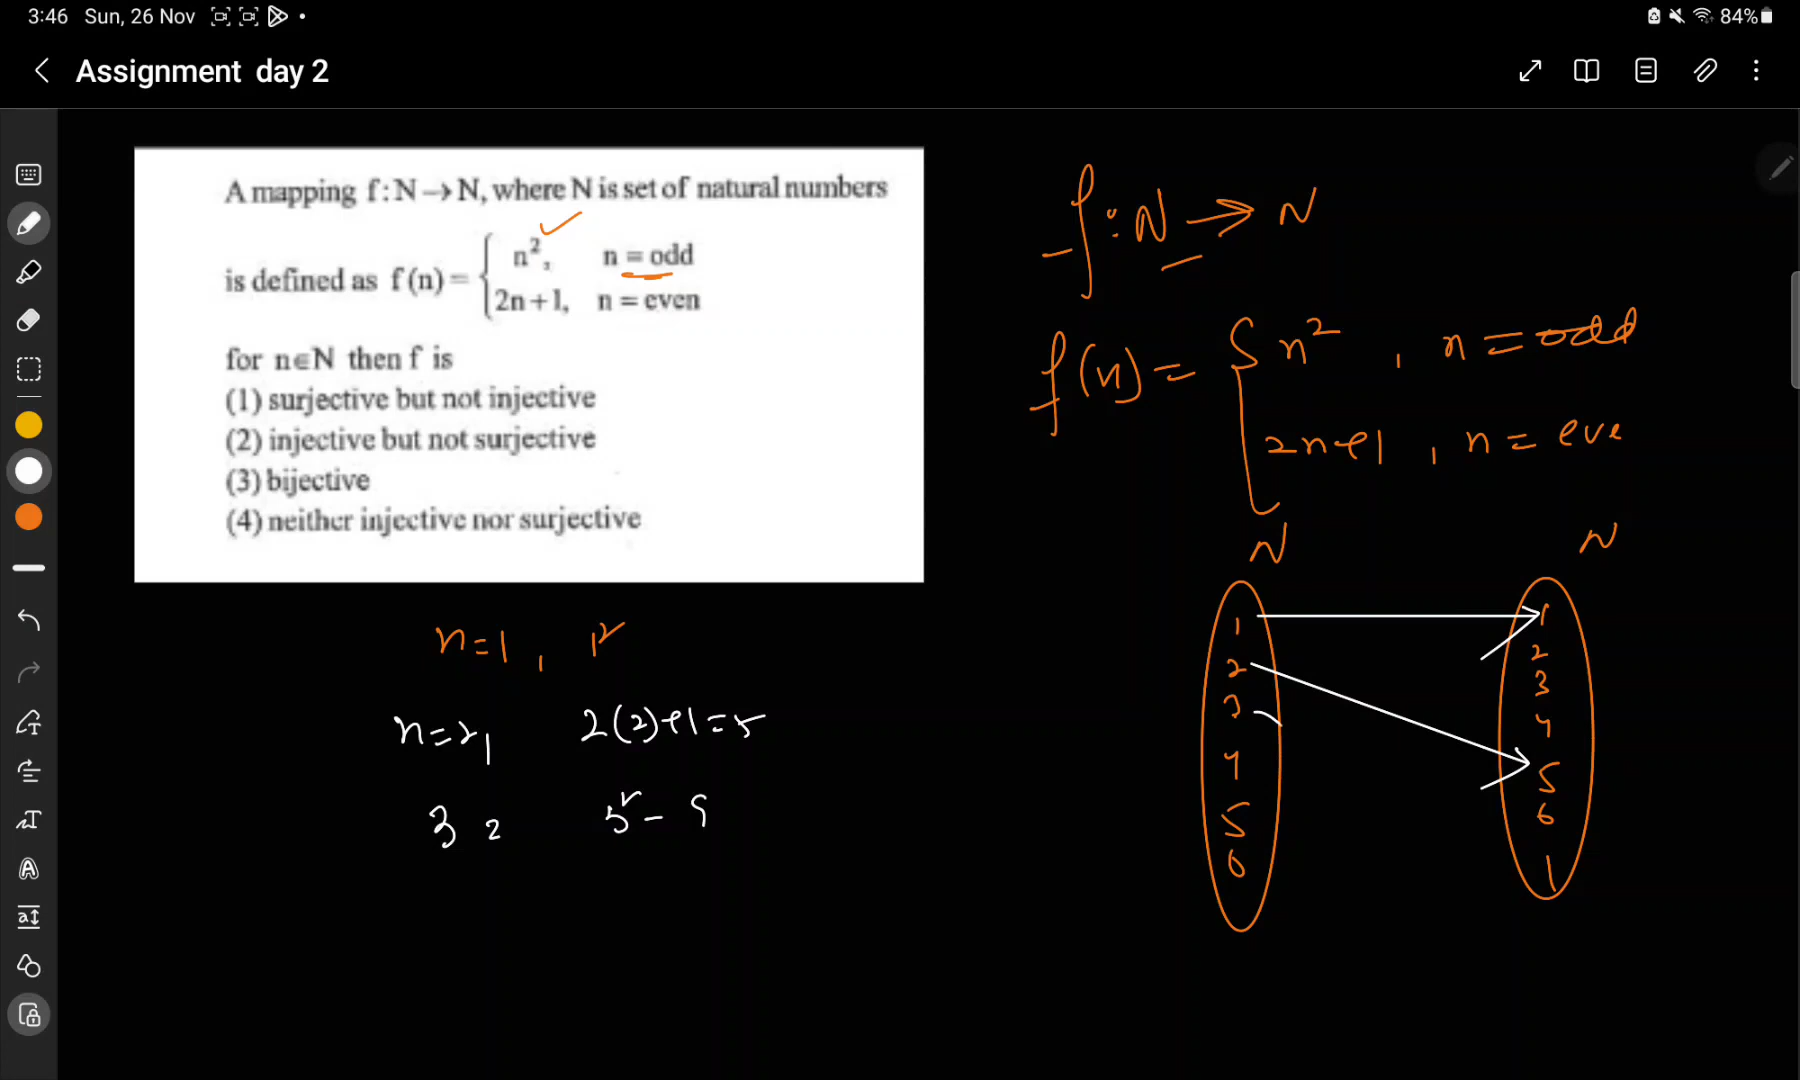 3:46 Sun, 26 Nov
84%
Assignment day 2
A mapping f : N → N, where N is set of natural numbers
is defined as f (n) = { n², n = odd
2n + 1, n = even
for n∈N then f is
(1) surjective but not injective
(2) injective but not surjective
(3) bijective
(4) neither injective nor surjective
f : N → N
f(n) = { n² , n = odd
2n+1 , n = eve
N N
1 1
2 2
3 3
4 4
5 5
6 6
1
n=1 , 1²
n=2, 2(2)+1=5
3 = 3² - 9